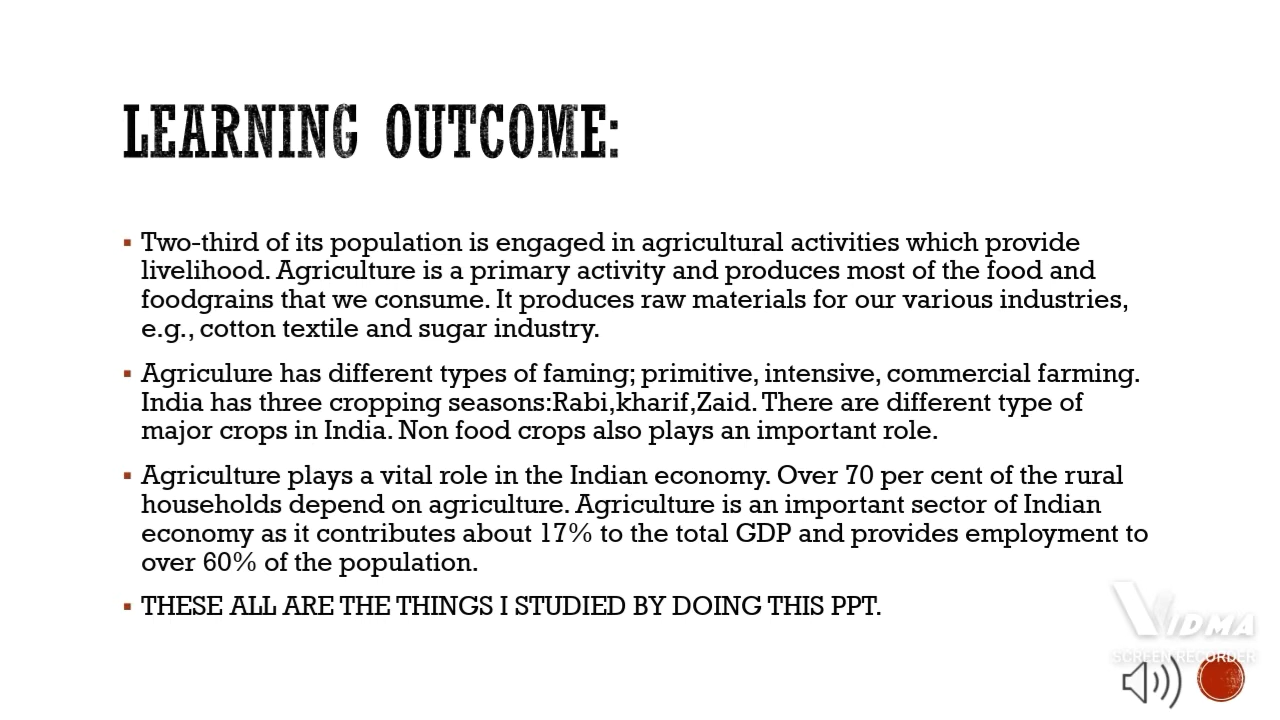 LEARNING OUTCOME:
Two-third of its population is engaged in agricultural activities which provide
livelihood. Agriculture is a primary activity and produces most of the food and
foodgrains that we consume. It produces raw materials for our various industries,
e.g., cotton textile and sugar industry.
Agriculure has different types of faming; primitive, intensive, commercial farming.
India has three cropping seasons:Rabi,kharif,Zaid. There are different type of
major crops in India. Non food crops also plays an important role.
Agriculture plays a vital role in the Indian economy. Over 70 per cent of the rural
households depend on agriculture. Agriculture is an important sector of Indian
economy as it contributes about 17% to the total GDP and provides employment to
over 60% of the population.
THESE ALL ARE THE THINGS I STUDIED BY DOING THIS PPT.
VIDMA
SCREEN RECORDER